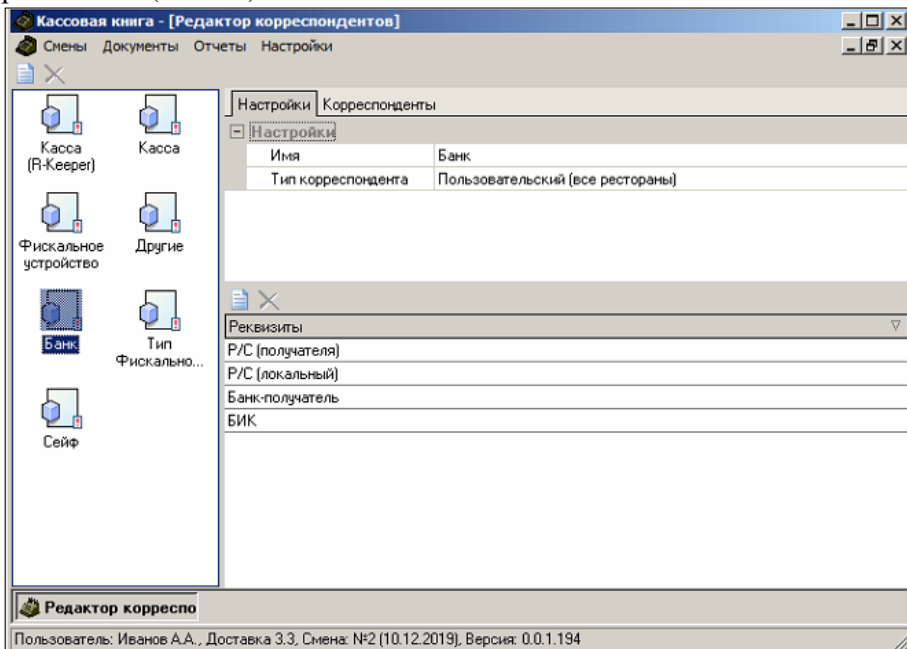 Кассовая книга - [Редактор корреспондентов]
Смены Документы Отчеты Настройки
Касса (R-Keeper)
Касса
Фискальное устройство
Другие
Банк
Тип Фискально...
Сейф
Настройки Корреспонденты
Настройки
Имя Банк
Тип корреспондента Пользовательский (все рестораны)
Реквизиты
Р/С (получателя)
Р/С (локальный)
Банк-получатель
БИК
Редактор корреспо
Пользователь: Иванов А.А., Доставка 3.3, Смена: №2 (10.12.2019), Версия: 0.0.1.194